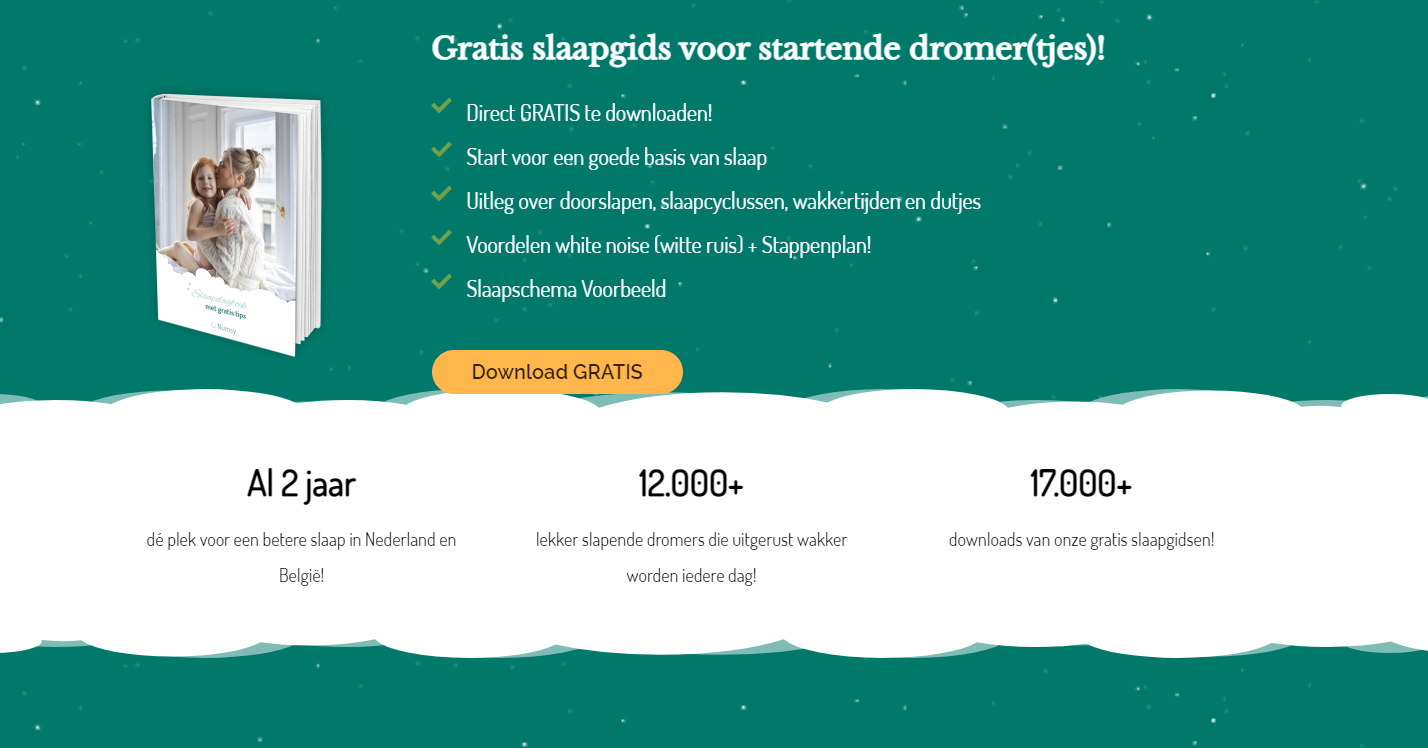 Gratis slaapgids voor startende dromer(tjes)!
Direct GRATIS te downloaden!
Start voor een goede basis van slaap
Uitleg over doorslapen, slaapcyclussen, wakkertijden en dutjes
Voordelen white noise (witte ruis) + Stappenplan!
Slaapschema Voorbeeld
Slaapdagboek
met gratis tips
Numsy
Download GRATIS
Al 2 jaar
dé plek voor een betere slaap in Nederland en
België!
12.000+
lekker slapende dromers die uitgerust wakker
worden iedere dag!
17.000+
downloads van onze gratis slaapgidsen!